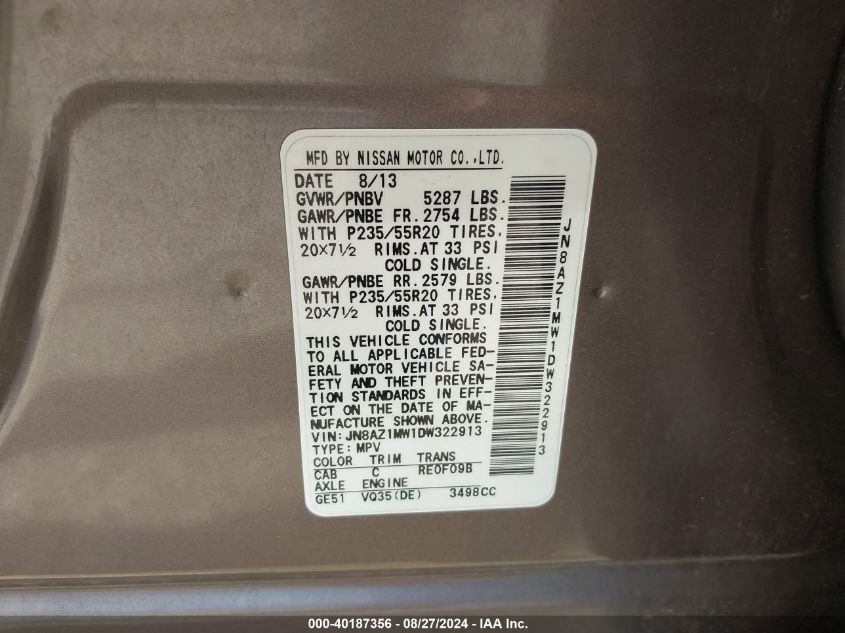 MFD BY NISSAN MOTOR CO.,LTD.
DATE 8/13
GVWR/PNBV 5287 LBS.
GAWR/PNBE FR. 2754 LBS.
WITH P235/55R20 TIRES,
20×7½ RIMS. AT 33 PSI
COLD SINGLE.
GAWR/PNBE RR. 2579 LBS.
WITH P235/55R20 TIRES,
20×7½ RIMS. AT 33 PSI
COLD SINGLE.
THIS VEHICLE CONFORMS
TO ALL APPLICABLE FED-
ERAL MOTOR VEHICLE SA-
FETY AND THEFT PREVEN-
TION STANDARDS IN EFF-
ECT ON THE DATE OF MA-
NUFACTURE SHOWN ABOVE.
VIN: JN8AZ1MW1DW322913
TYPE: MPV
COLOR TRIM TRANS
CAB C RE0F09B
AXLE ENGINE
GE51 VQ35(DE) 3498CC
JN8AZ1MW1DW322913
000-40187356 - 08/27/2024 - IAA Inc.